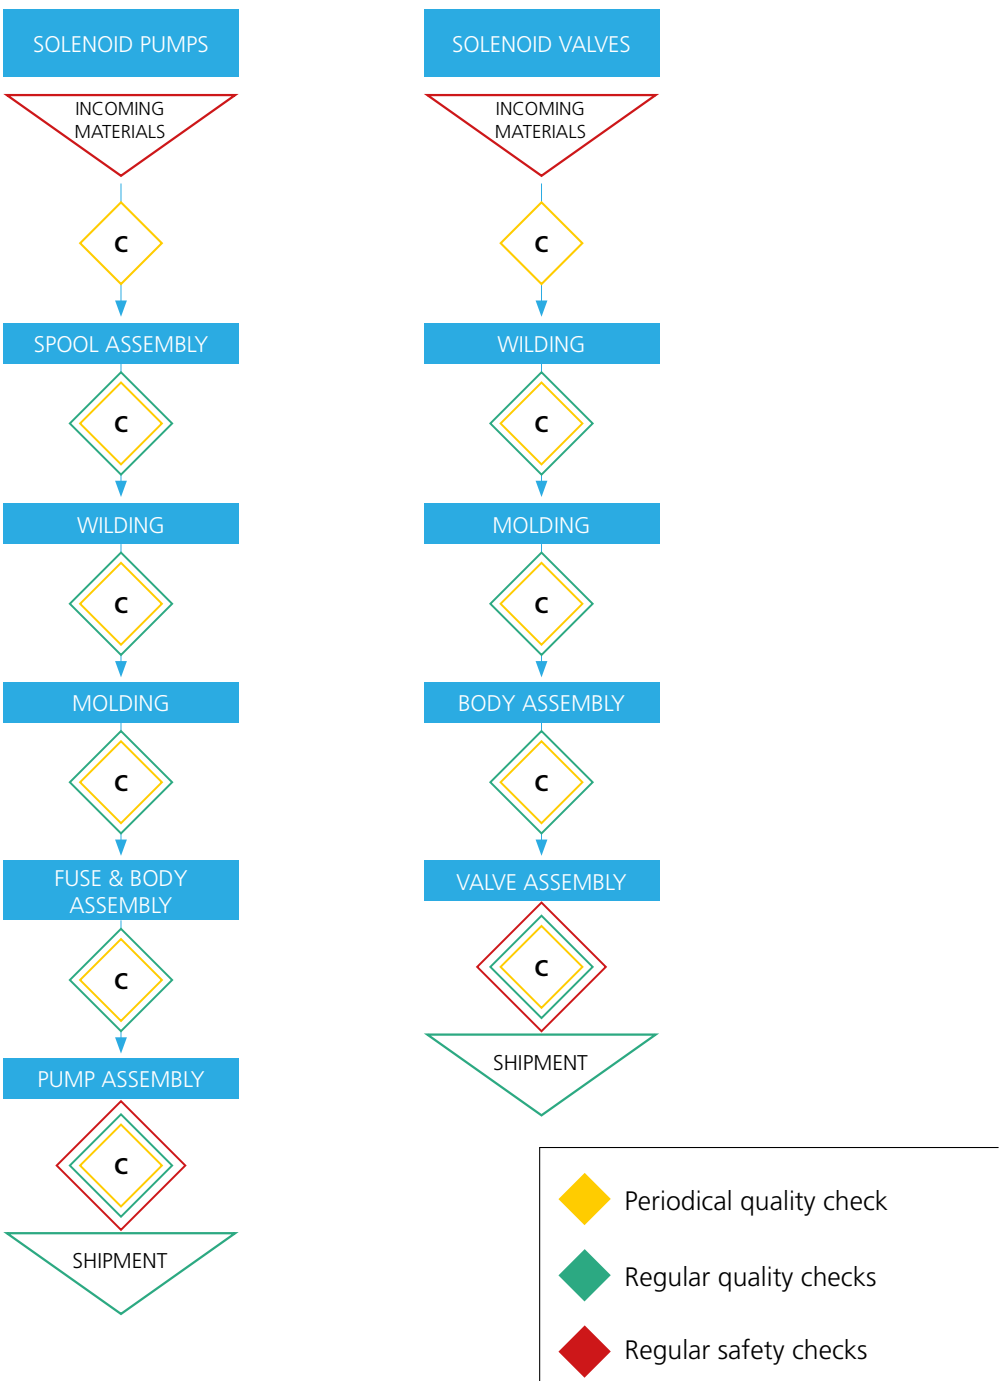 SOLENOID PUMPS
INCOMING
MATERIALS
C
SPOOL ASSEMBLY
C
WILDING
C
MOLDING
C
FUSE & BODY
ASSEMBLY
C
PUMP ASSEMBLY
C
SHIPMENT
SOLENOID VALVES
INCOMING
MATERIALS
C
WILDING
C
MOLDING
C
BODY ASSEMBLY
C
VALVE ASSEMBLY
C
SHIPMENT
Periodical quality check
Regular quality checks
Regular safety checks